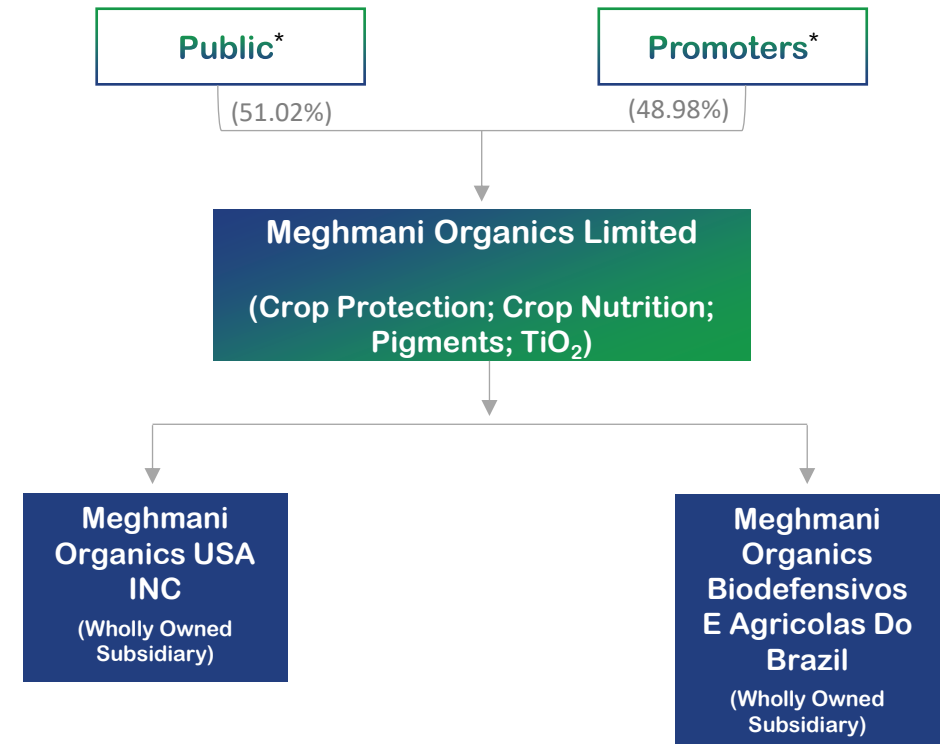 Public*
Promoters*
(51.02%)
(48.98%)
Meghmani Organics Limited
(Crop Protection; Crop Nutrition;
Pigments; TiO₂)
Meghmani
Organics USA
INC
(Wholly Owned
Subsidiary)
Meghmani
Organics
Biodefensivos
E Agricolas Do
Brazil
(Wholly Owned
Subsidiary)